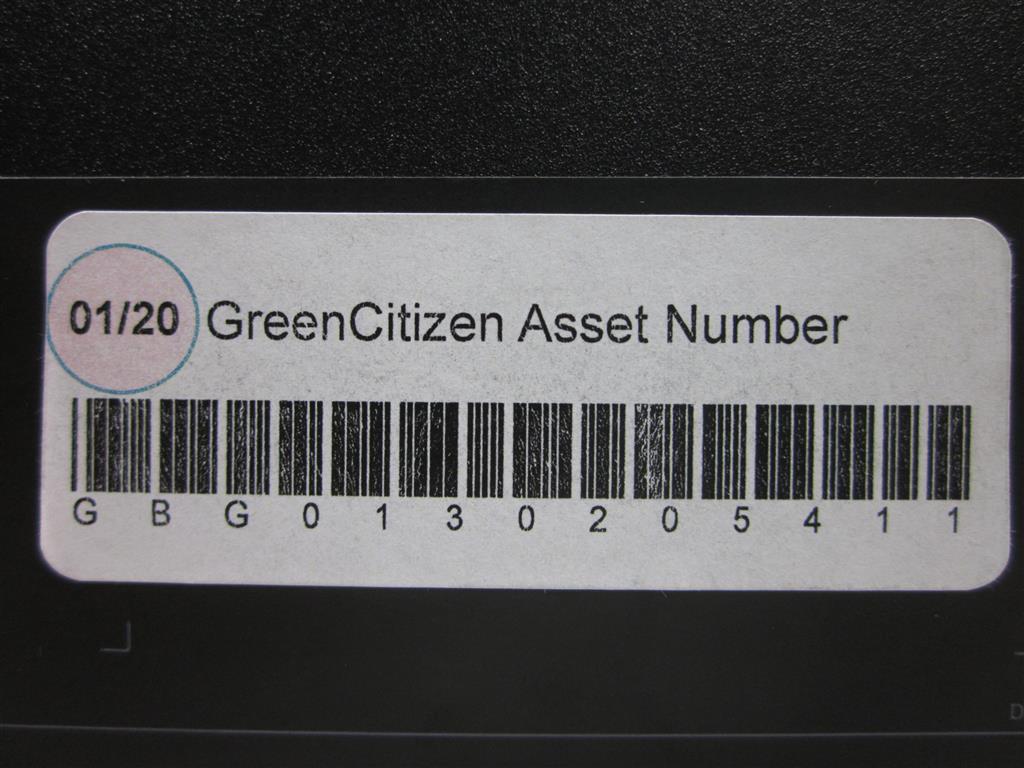 01/20 GreenCitizen Asset Number
G B G 0 1 3 0 2 0 5 4 1 1